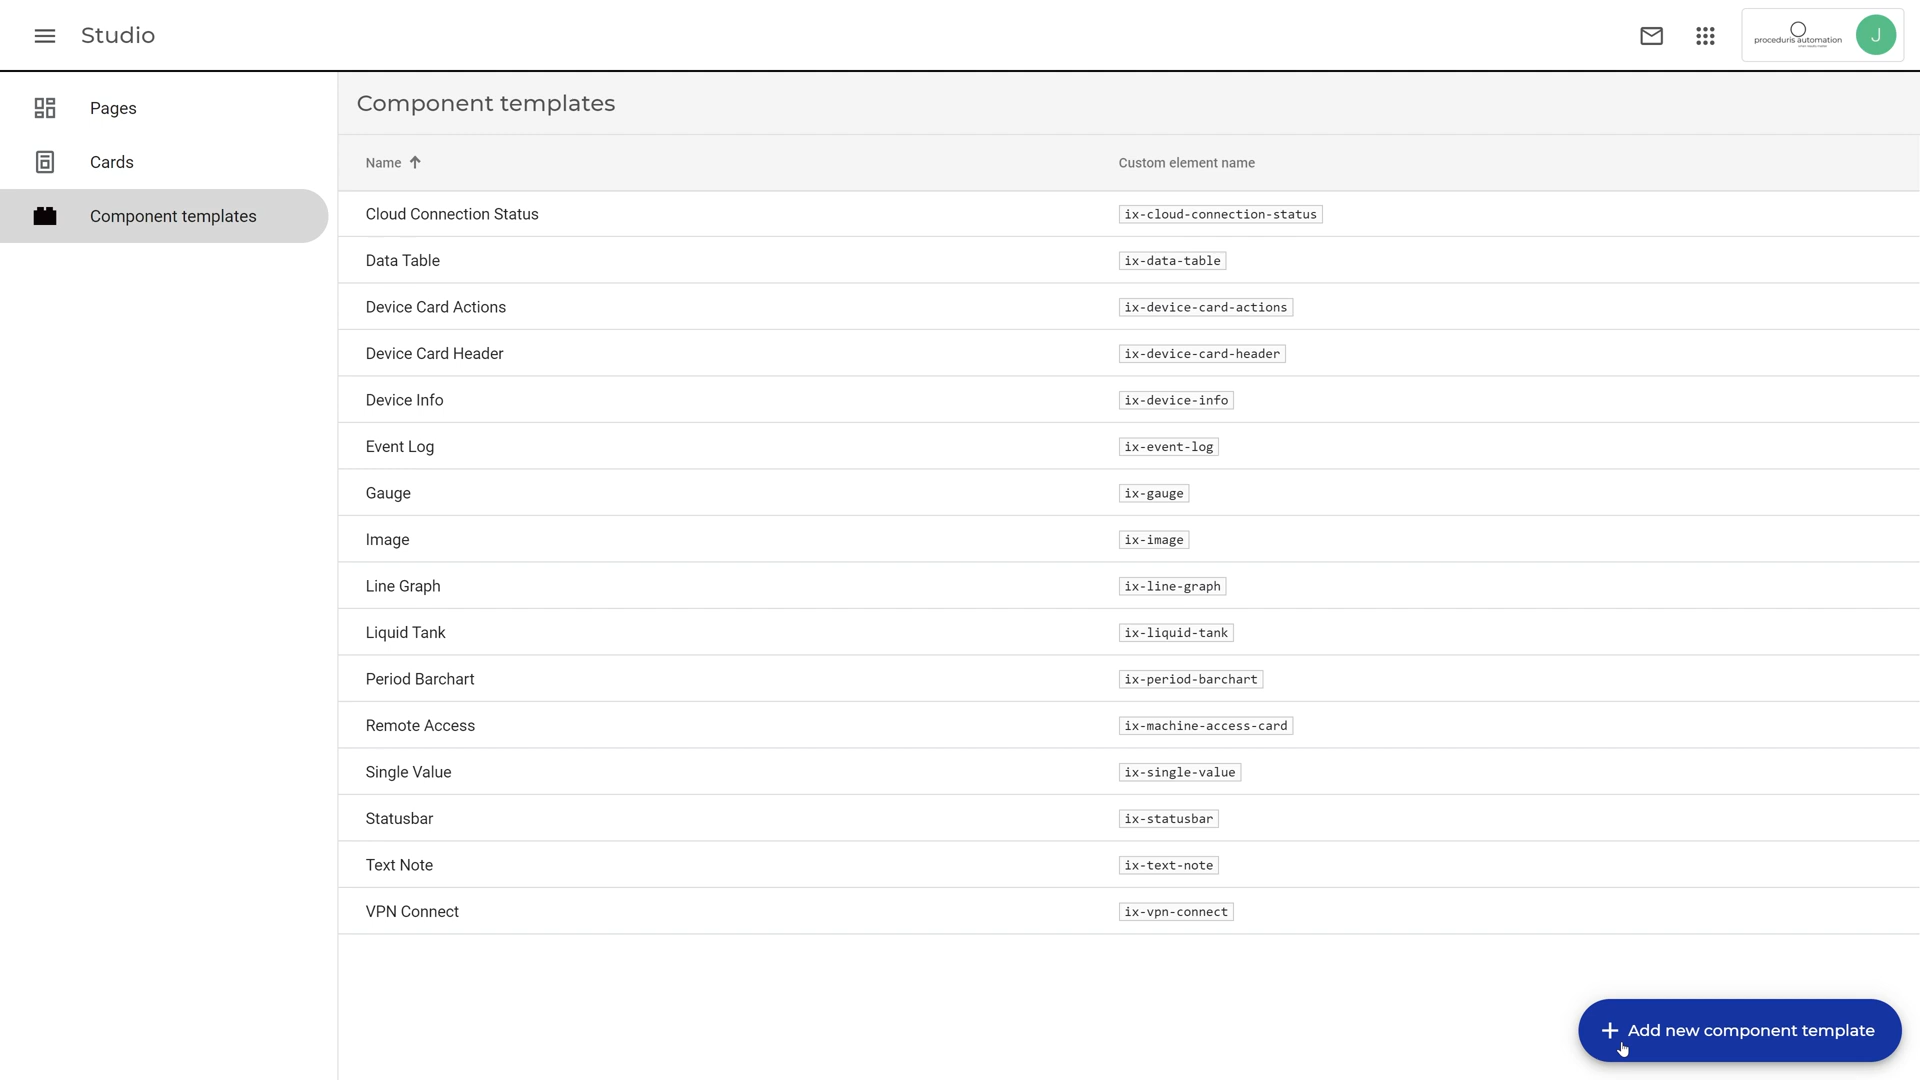 Studio
proceduris automation
J
Pages
Cards
Component templates
Component templates
Name
Custom element name
Cloud Connection Status
ix-cloud-connection-status
Data Table
ix-data-table
Device Card Actions
ix-device-card-actions
Device Card Header
ix-device-card-header
Device Info
ix-device-info
Event Log
ix-event-log
Gauge
ix-gauge
Image
ix-image
Line Graph
ix-line-graph
Liquid Tank
ix-liquid-tank
Period Barchart
ix-period-barchart
Remote Access
ix-machine-access-card
Single Value
ix-single-value
Statusbar
ix-statusbar
Text Note
ix-text-note
VPN Connect
ix-vpn-connect
Add new component template